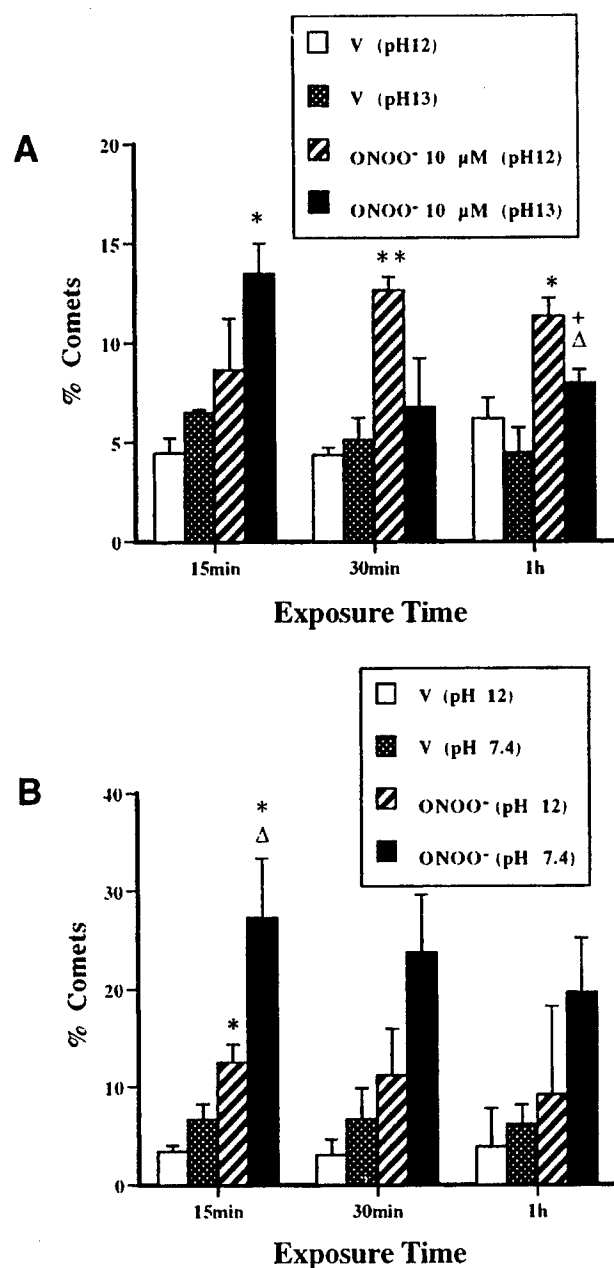 V (pH12)
V (pH13)
ONOO⁻ 10 µM (pH12)
ONOO⁻ 10 µM (pH13)
A
20
15
10
5
0
% Comets
*
**
*
+
Δ
15min
30min
1h
Exposure Time
V (pH 12)
V (pH 7.4)
ONOO⁻ (pH 12)
ONOO⁻ (pH 7.4)
B
40
30
20
10
0
% Comets
*
Δ
*
15min
30min
1h
Exposure Time